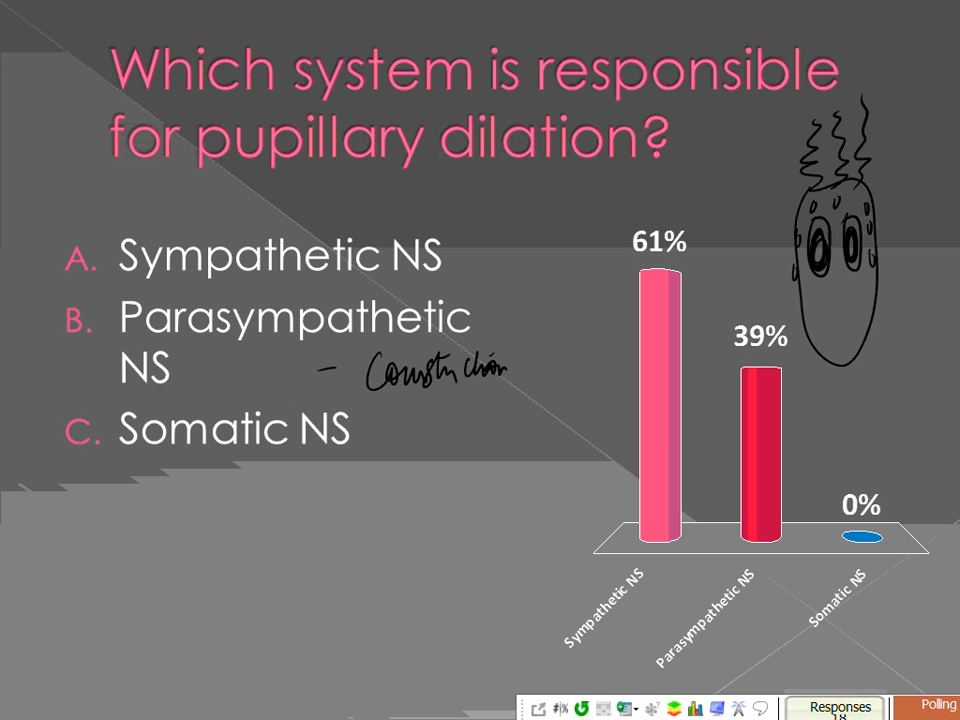 Which system is responsible
for pupillary dilation?
A. Sympathetic NS
B. Parasympathetic
NS
- Constriction
C. Somatic NS
61%
39%
0%
Sympathetic NS
Parasympathetic NS
Somatic NS
Responses
18
Polling